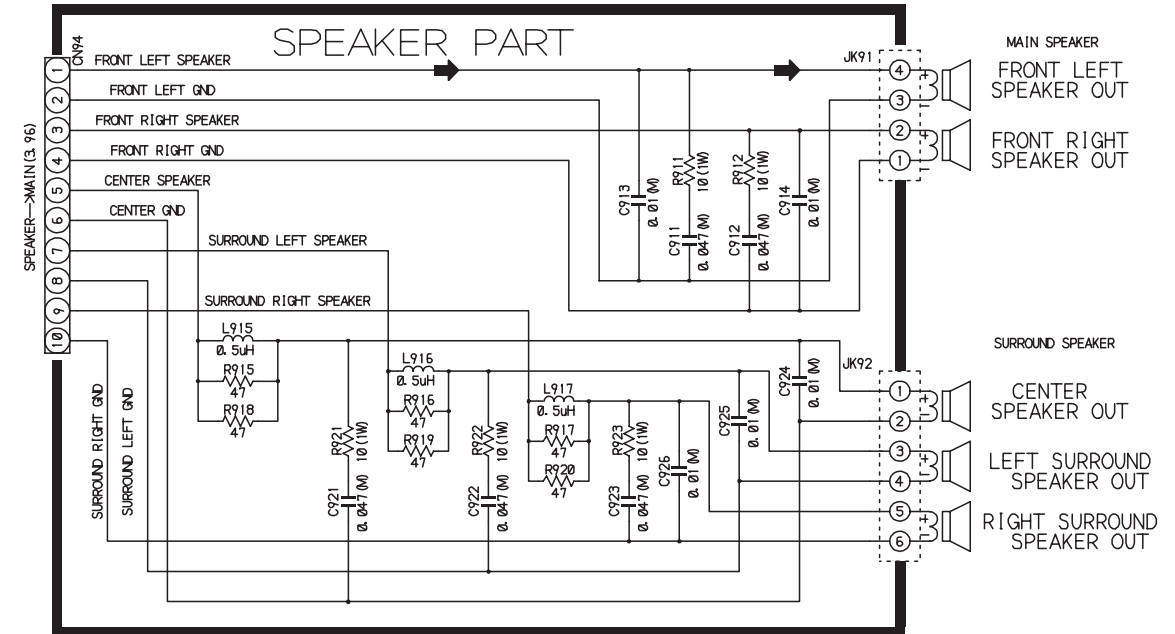 SPEAKER PART
CN94
SPEAKER—>MAIN(3.96)
1
FRONT LEFT SPEAKER
2
FRONT LEFT GND
3
FRONT RIGHT SPEAKER
4
FRONT RIGHT GND
5
CENTER SPEAKER
6
CENTER GND
7
SURROUND LEFT SPEAKER
8
9
SURROUND RIGHT SPEAKER
10
SURROUND RIGHT GND
SURROUND LEFT GND
L915
0.5uH
R915
47
R918
47
R921
10(1W)
C921
0.047(M)
L916
0.5uH
R916
47
R919
47
R922
10(1W)
C922
0.047(M)
L917
0.5uH
R917
47
R920
47
R923
10(1W)
C923
0.047(M)
C926
0.01(M)
C925
0.01(M)
C924
0.01(M)
C913
0.01(M)
R911
10(1W)
C911
0.047(M)
R912
10(1W)
C912
0.047(M)
C914
0.01(M)
JK91
4
3
2
1
+
−
+
−
MAIN SPEAKER
FRONT LEFT
SPEAKER OUT
FRONT RIGHT
SPEAKER OUT
JK92
1
2
3
4
5
6
+
−
+
−
+
−
SURROUND SPEAKER
CENTER
SPEAKER OUT
LEFT SURROUND
SPEAKER OUT
RIGHT SURROUND
SPEAKER OUT